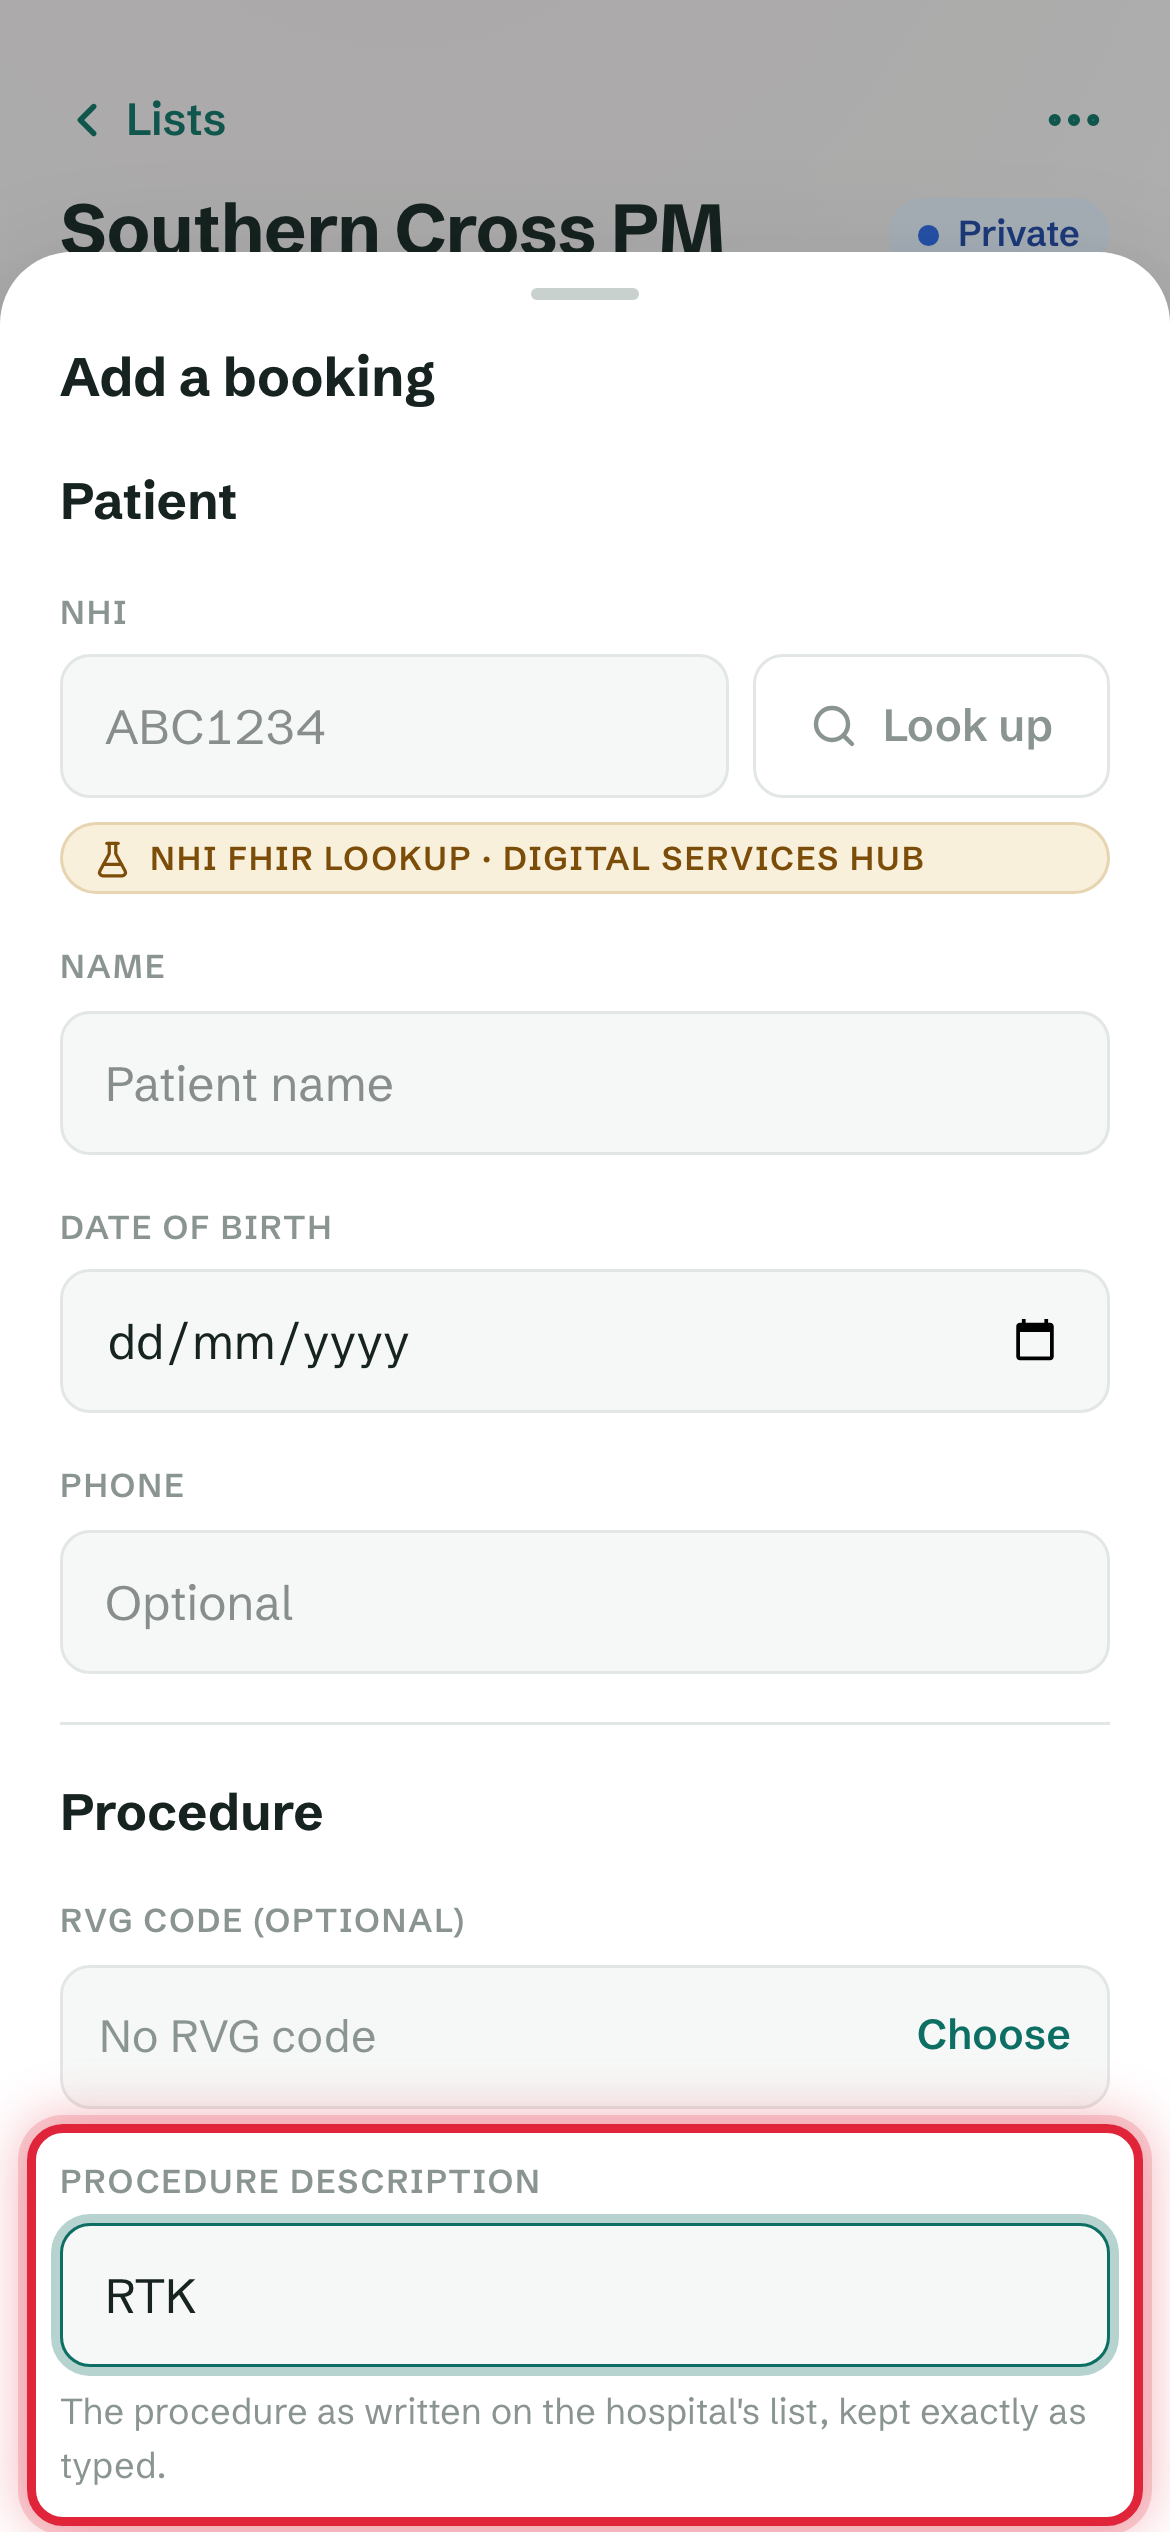 Lists
Southern Cross PM
Private
Add a booking
Patient
NHI
ABC1234
Look up
NHI FHIR LOOKUP · DIGITAL SERVICES HUB
NAME
Patient name
DATE OF BIRTH
dd/mm/yyyy
PHONE
Optional
Procedure
RVG CODE (OPTIONAL)
No RVG code
Choose
PROCEDURE DESCRIPTION
RTK
The procedure as written on the hospital's list, kept exactly as
typed.